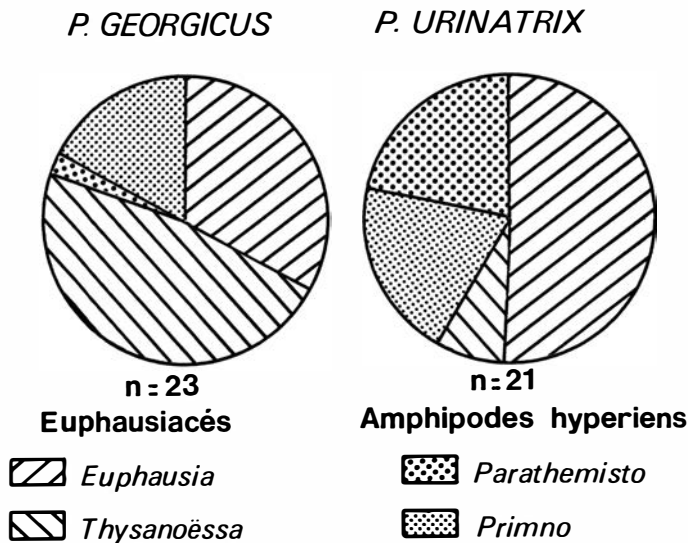 P. GEORGICUS
P. URINATRIX
n=23
n=21
Euphausiacés
Amphipodes hyperiens
Euphausia
Parathemisto
Thysanoëssa
Primno